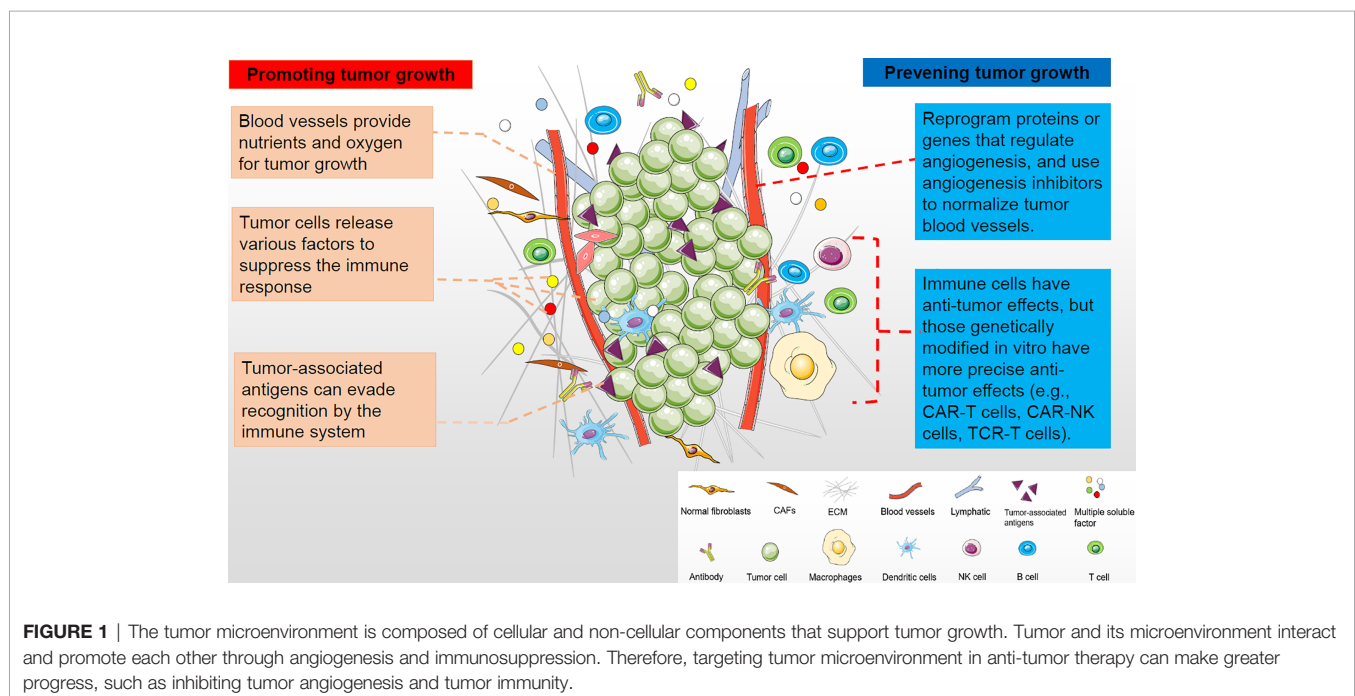 Promoting tumor growth
Blood vessels provide
nutrients and oxygen
for tumor growth
Tumor cells release
various factors to
suppress the immune
response
Tumor-associated
antigens can evade
recognition by the
immune system
Prevening tumor growth
Reprogram proteins or
genes that regulate
angiogenesis, and use
angiogenesis inhibitors
to normalize tumor
blood vessels.
Immune cells have
anti-tumor effects, but
those genetically
modified in vitro have
more precise anti-
tumor effects (e.g.,
CAR-T cells, CAR-NK
cells, TCR-T cells).
Normal fibroblasts
CAFs
ECM
Blood vessels
Lymphatic
Tumor-associated
antigens
Multiple soluble
factor
Antibody
Tumor cell
Macrophages
Dendritic cells
NK cell
B cell
T cell
FIGURE 1 | The tumor microenvironment is composed of cellular and non-cellular components that support tumor growth. Tumor and its microenvironment interact
and promote each other through angiogenesis and immunosuppression. Therefore, targeting tumor microenvironment in anti-tumor therapy can make greater
progress, such as inhibiting tumor angiogenesis and tumor immunity.